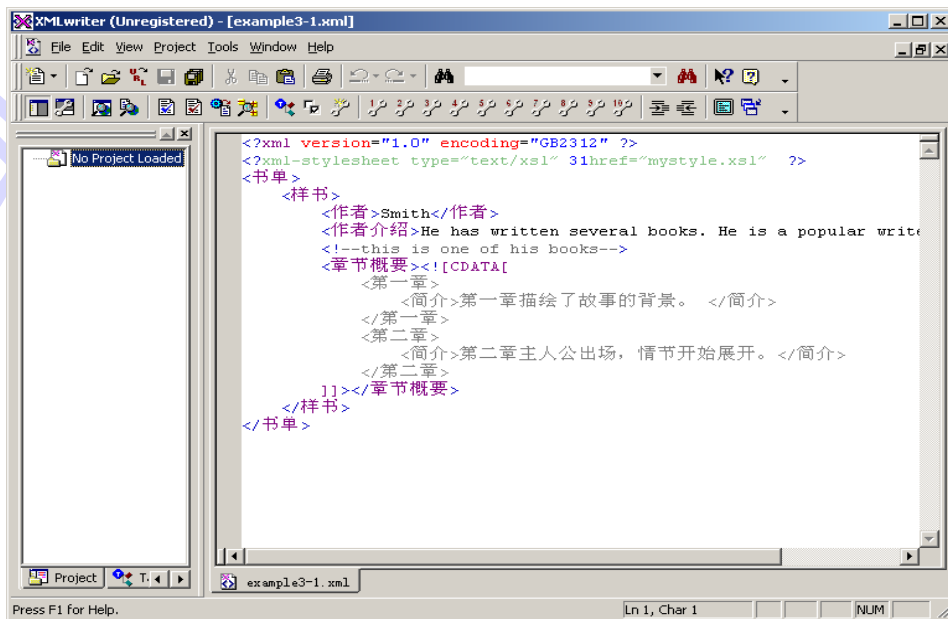 XMLwriter (Unregistered) - [example3-1.xml]
File Edit View Project Tools Window Help
No Project Loaded
<?xml version="1.0" encoding="GB2312" ?>
<?xml-stylesheet type="text/xsl" 31href="mystyle.xsl" ?>
<书单>
<样书>
<作者>Smith</作者>
<作者介绍>He has written several books. He is a popular write
<!--this is one of his books-->
<章节概要><![CDATA[
<第一章>
<简介>第一章描绘了故事的背景。 </简介>
</第一章>
<第二章>
<简介>第二章主人公出场，情节开始展开。</简介>
</第二章>
]]></章节概要>
</样书>
</书单>
Project T.
example3-1.xml
Press F1 for Help. Ln 1, Char 1 NUM